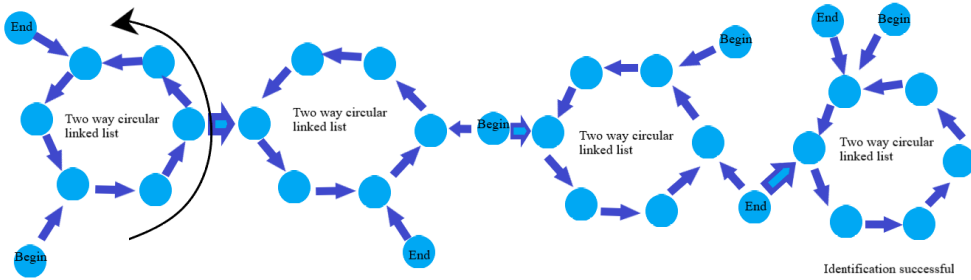 End
Two way circular
linked list
Begin
Two way circular
linked list
Begin
End
Begin
Two way circular
linked list
End
End
Begin
Two way circular
linked list
Identification successful